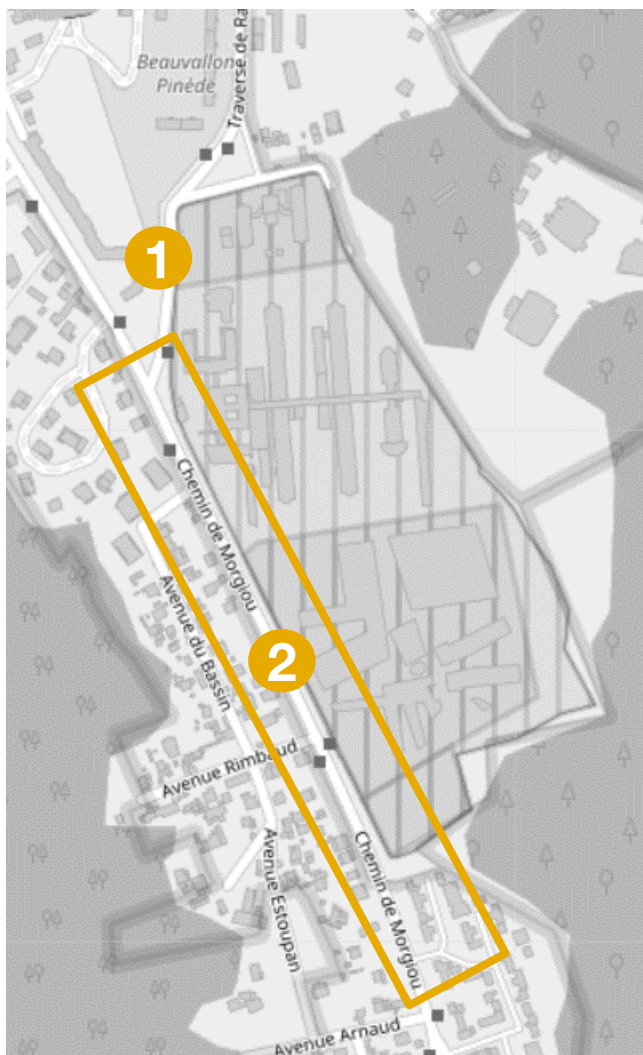 Beauvallon
Pinède
Traverse de Ra
1
Chemin de Morgiou
Avenue du Bassin
2
Avenue Rimbaud
Chemin de Morgiou
Avenue Estoupan
Avenue Arnaud